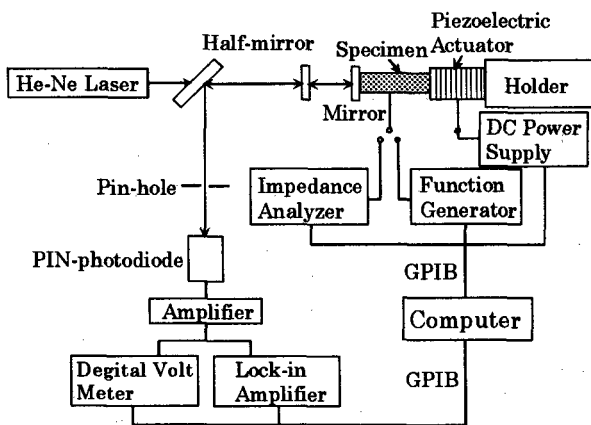 Piezoelectric
Specimen Actuator
Half-mirror
He-Ne Laser
Holder
Mirror
DC Power
Supply
Pin-hole
Impedance
Analyzer
Function
Generator
PIN-photodiode
GPIB
Amplifier
Computer
Degital Volt
Meter
Lock-in
Amplifier
GPIB